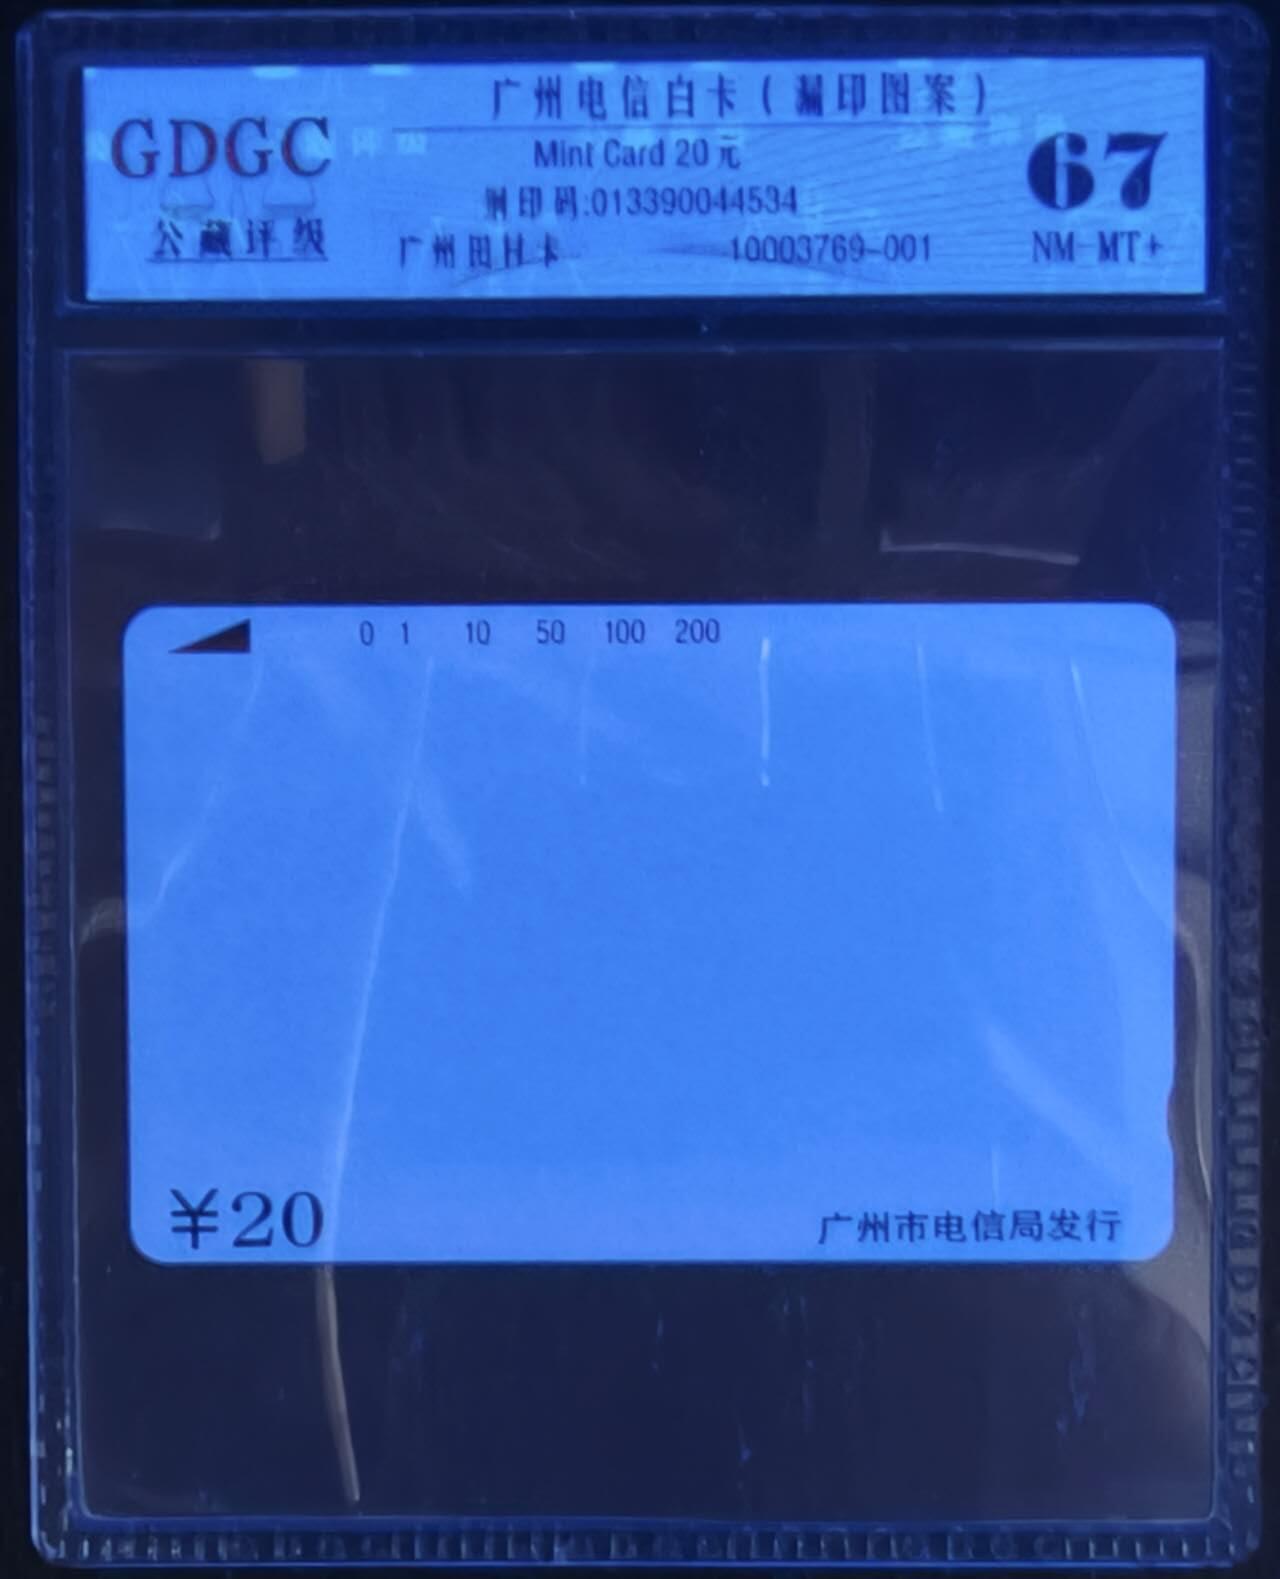 广州电信白卡（漏印图案）
GDGC
Mint Card 20元
67
钢印码:013390044534
公藏评级
广州田村卡 10003769-001
NM-MT+
0 1 10 50 100 200
¥20
广州市电信局发行